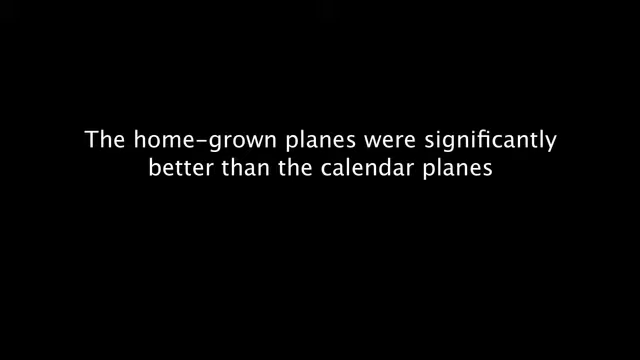 The home-grown planes were significantly
better than the calendar planes